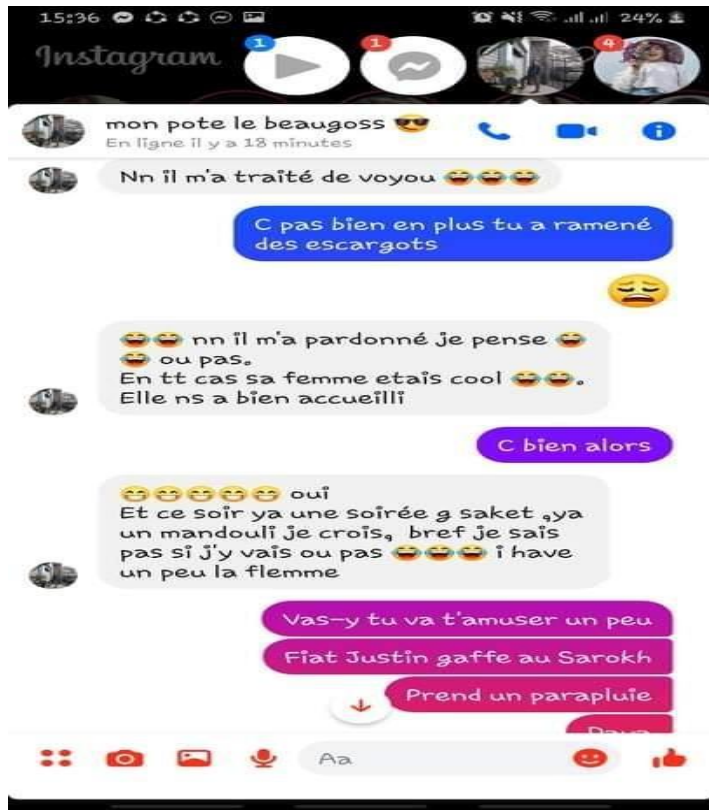 15:36
24%
Instagram
1
1
4
mon pote le beaugoss 😎
En ligne il y a 18 minutes
Nn il m'a traité de voyou 😂😂😂
C pas bien en plus tu a ramené
des escargots
😩
😂😂 nn il m'a pardonné je pense 😂
😂 ou pas.
En tt cas sa femme etais cool 😂😂.
Elle ns a bien accueilli
C bien alors
😁😁😁😁😁 oui
Et ce soir ya une soirée g saket ,ya
un mandouli je crois, bref je sais
pas si j'y vais ou pas 😂😂😂 i have
un peu la flemme
Vas-y tu va t'amuser un peu
Fiat Justin gaffe au Sarokh
Prend un parapluie
Aa